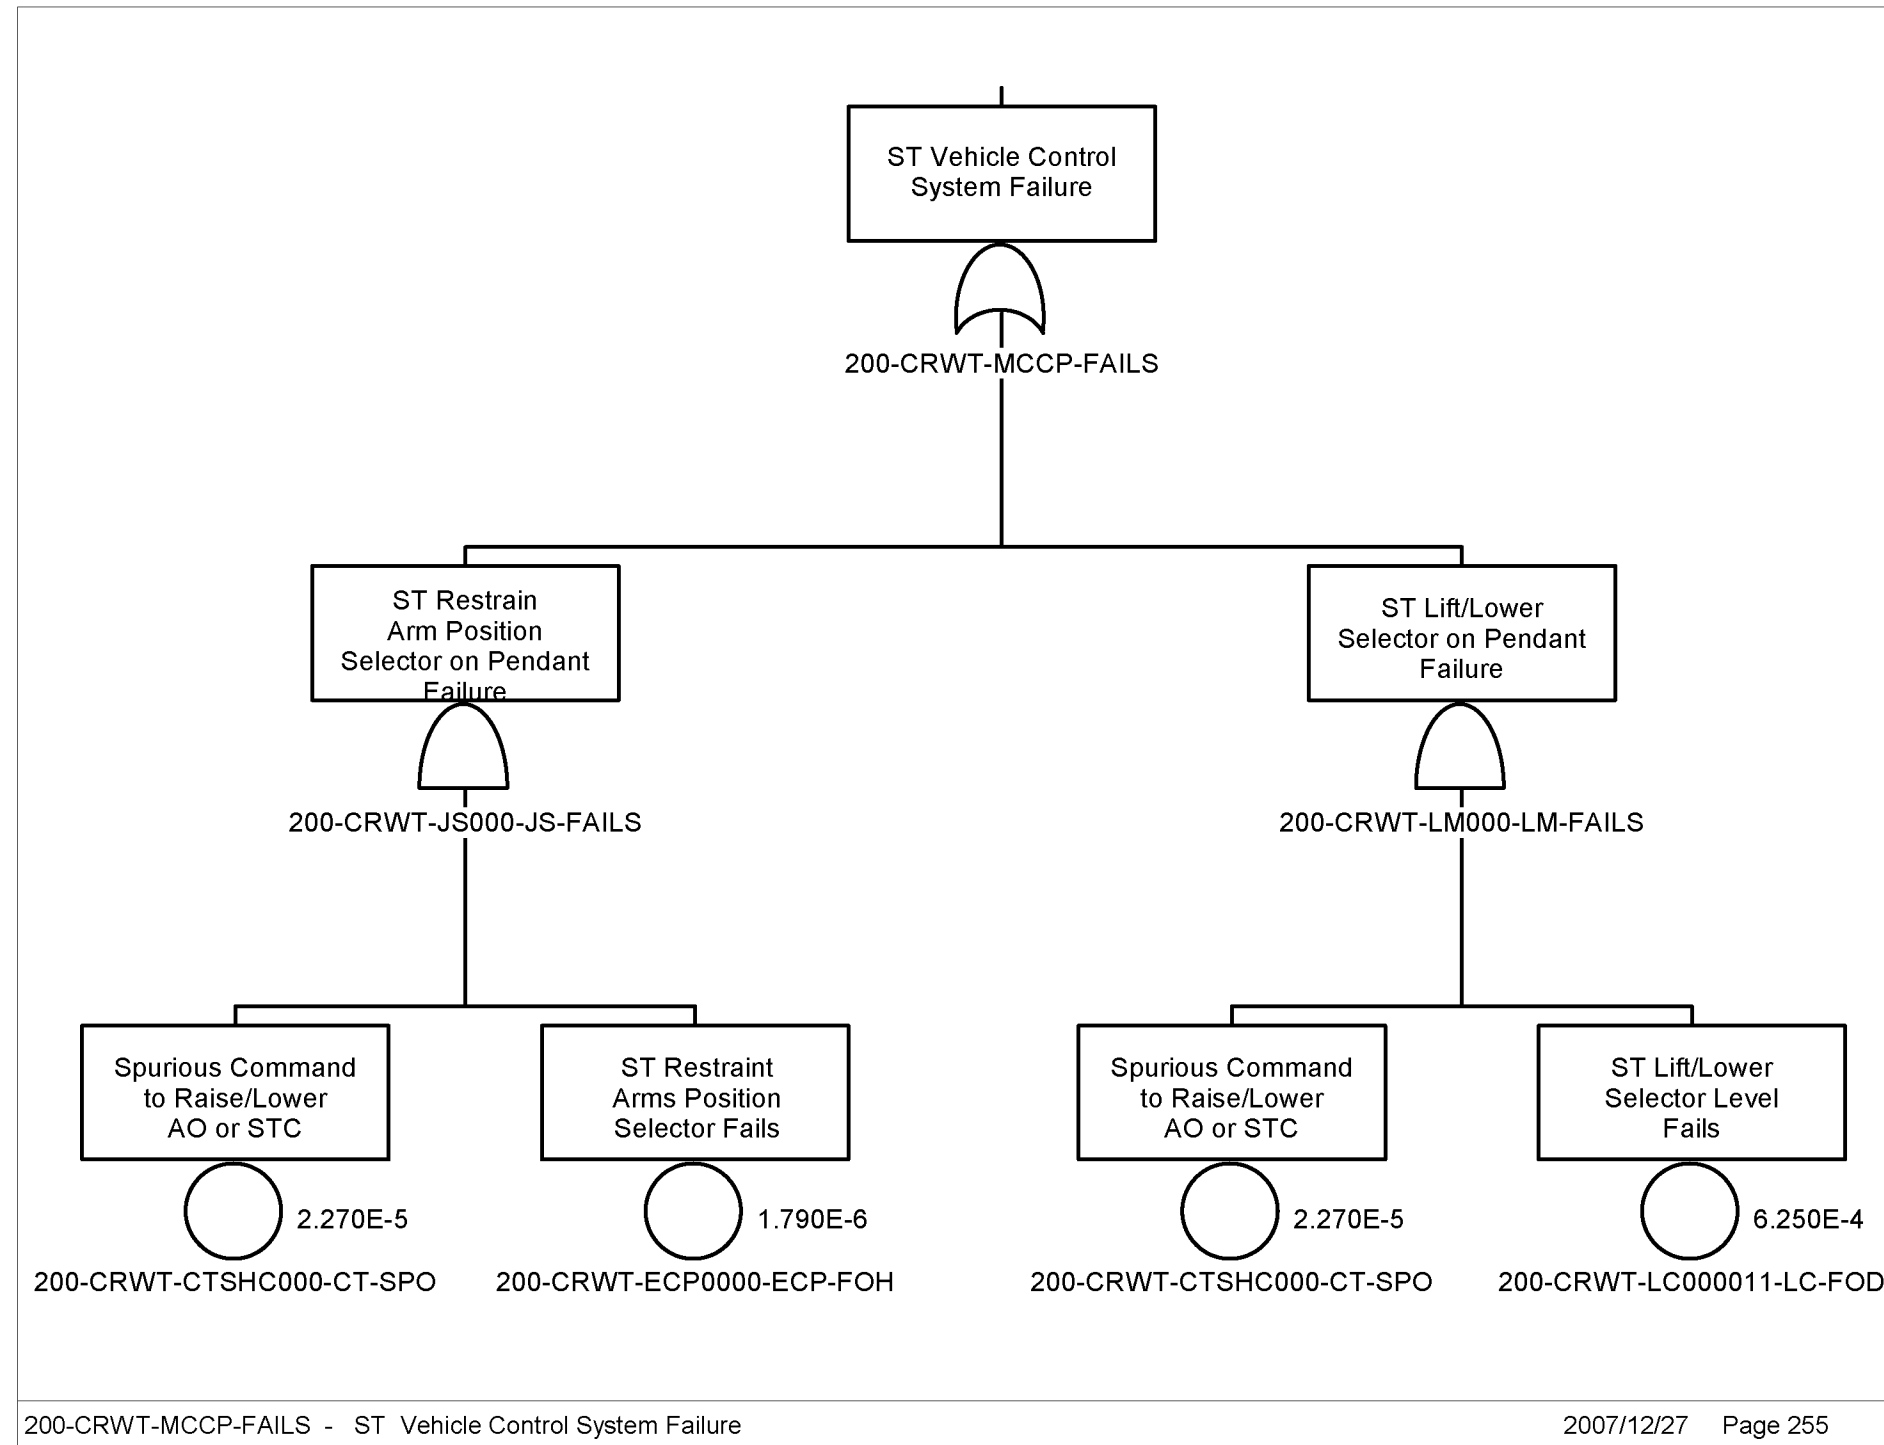 ST Vehicle Control
System Failure
200-CRWT-MCCP-FAILS
ST Restrain
Arm Position
Selector on Pendant
Failure
200-CRWT-JS000-JS-FAILS
ST Lift/Lower
Selector on Pendant
Failure
200-CRWT-LM000-LM-FAILS
Spurious Command
to Raise/Lower
AO or STC
2.270E-5
200-CRWT-CTSHC000-CT-SPO
ST Restraint
Arms Position
Selector Fails
1.790E-6
200-CRWT-ECP0000-ECP-FOH
Spurious Command
to Raise/Lower
AO or STC
2.270E-5
200-CRWT-CTSHC000-CT-SPO
ST Lift/Lower
Selector Level
Fails
6.250E-4
200-CRWT-LC000011-LC-FOD
200-CRWT-MCCP-FAILS - ST Vehicle Control System Failure
2007/12/27 Page 255